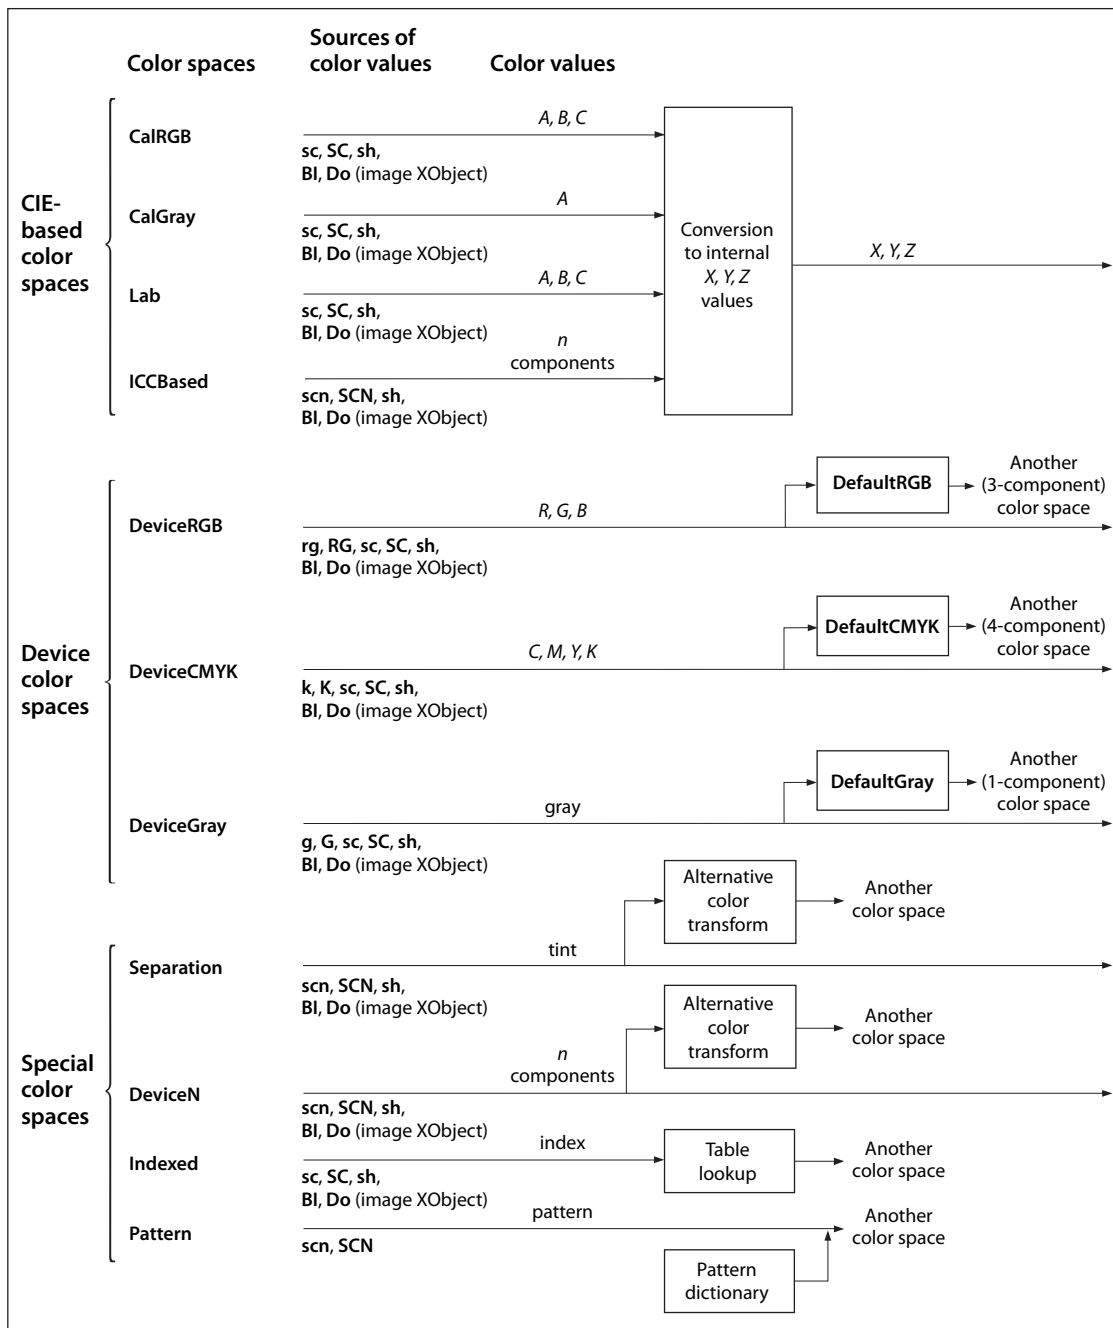 Sources of
Color spaces color values Color values
CIE-
based
color
spaces
CalRGB
A, B, C
sc, SC, sh,
BI, Do (image XObject)
CalGray
A
sc, SC, sh,
BI, Do (image XObject)
Lab
A, B, C
sc, SC, sh,
BI, Do (image XObject)
ICCBased
n
components
scn, SCN, sh,
BI, Do (image XObject)
Conversion
to internal
X, Y, Z
values
X, Y, Z
Device
color
spaces
DeviceRGB
R, G, B
rg, RG, sc, SC, sh,
BI, Do (image XObject)
DefaultRGB
Another
(3-component)
color space
DeviceCMYK
C, M, Y, K
k, K, sc, SC, sh,
BI, Do (image XObject)
DefaultCMYK
Another
(4-component)
color space
DeviceGray
gray
g, G, sc, SC, sh,
BI, Do (image XObject)
DefaultGray
Another
(1-component)
color space
Special
color
spaces
Separation
tint
scn, SCN, sh,
BI, Do (image XObject)
Alternative
color
transform
Another
color space
DeviceN
n
components
scn, SCN, sh,
BI, Do (image XObject)
Alternative
color
transform
Another
color space
Indexed
index
sc, SC, sh,
BI, Do (image XObject)
Table
lookup
Another
color space
Pattern
pattern
scn, SCN
Pattern
dictionary
Another
color space